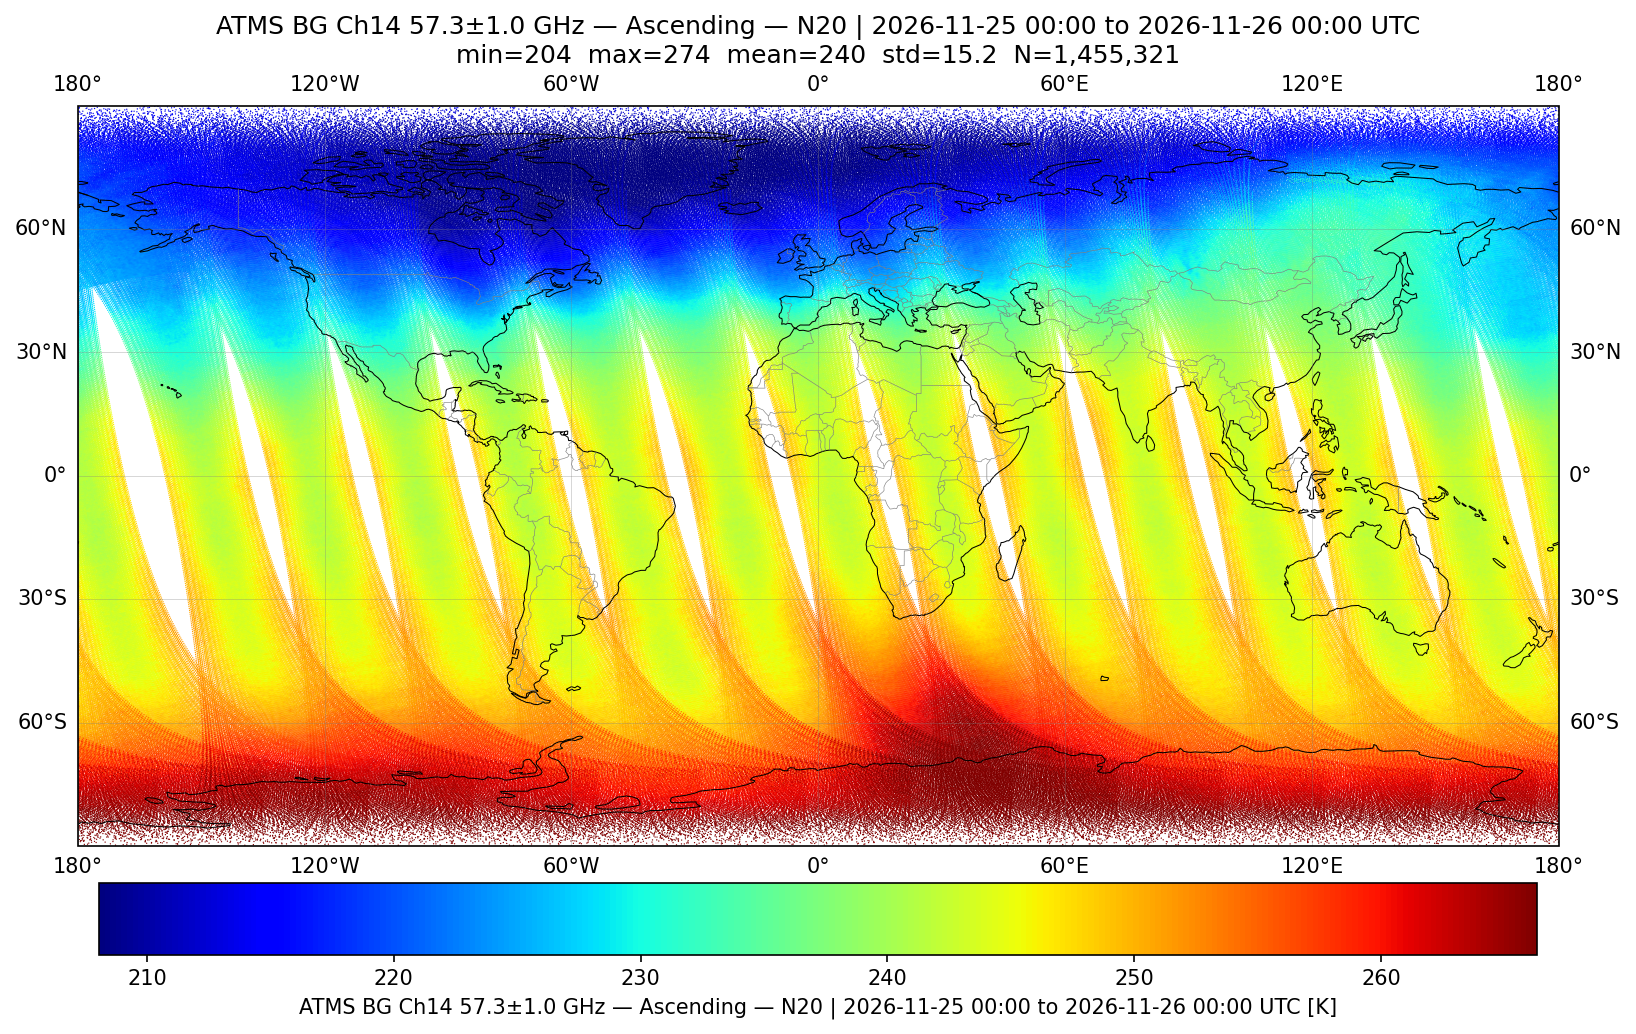 ATMS BG Ch14 57.3±1.0 GHz — Ascending — N20 | 2026-11-25 00:00 to 2026-11-26 00:00 UTC
min=204  max=274  mean=240  std=15.2  N=1,455,321
180° 120°W 60°W 0° 60°E 120°E 180°
60°N 60°N
30°N 30°N
0° 0°
30°S 30°S
60°S 60°S
180° 120°W 60°W 0° 60°E 120°E 180°
210 220 230 240 250 260
ATMS BG Ch14 57.3±1.0 GHz — Ascending — N20 | 2026-11-25 00:00 to 2026-11-26 00:00 UTC [K]